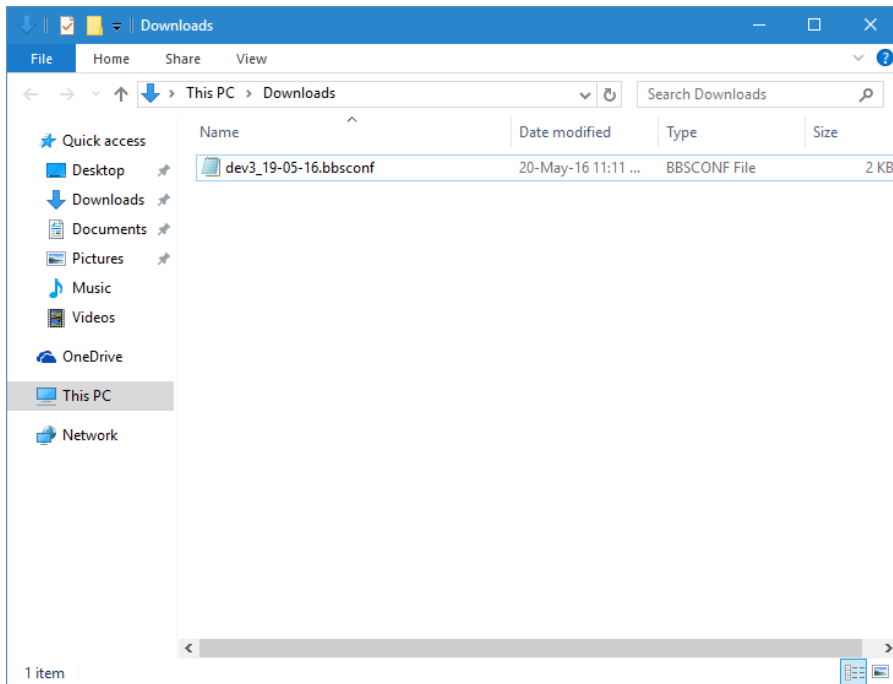 Downloads
File Home Share View
This PC > Downloads
Search Downloads
Name Date modified Type Size
dev3_19-05-16.bbsconf 20-May-16 11:11 ... BBSCONF File 2 KB
Quick access
Desktop
Downloads
Documents
Pictures
Music
Videos
OneDrive
This PC
Network
1 item